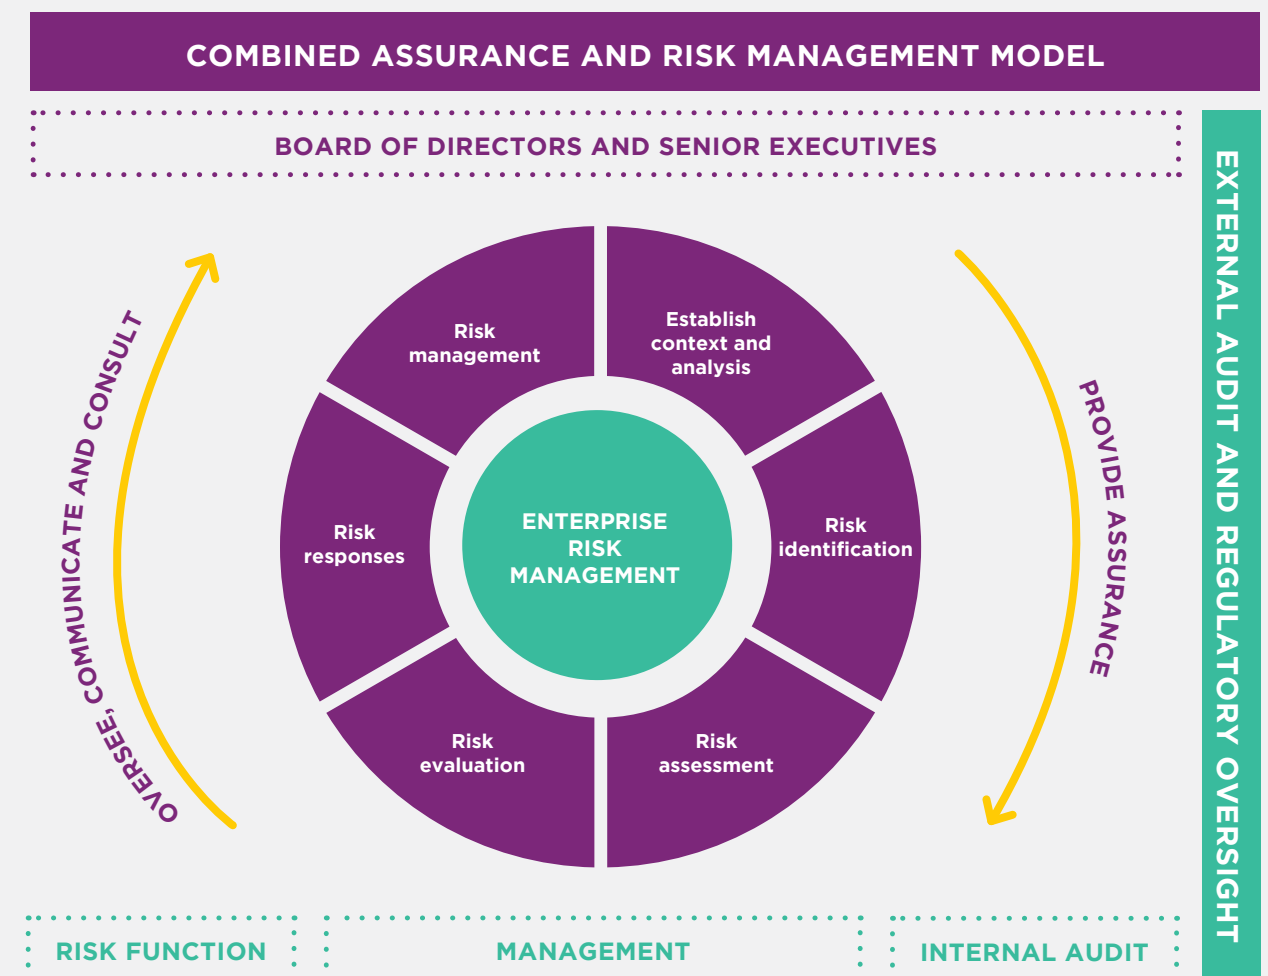 COMBINED ASSURANCE AND RISK MANAGEMENT MODEL
BOARD OF DIRECTORS AND SENIOR EXECUTIVES
EXTERNAL AUDIT AND REGULATORY OVERSIGHT
OVERSEE, COMMUNICATE AND CONSULT
PROVIDE ASSURANCE
Establish
context and
analysis
Risk
identification
Risk
assessment
Risk
evaluation
Risk
responses
Risk
management
ENTERPRISE
RISK
MANAGEMENT
RISK FUNCTION
MANAGEMENT
INTERNAL AUDIT